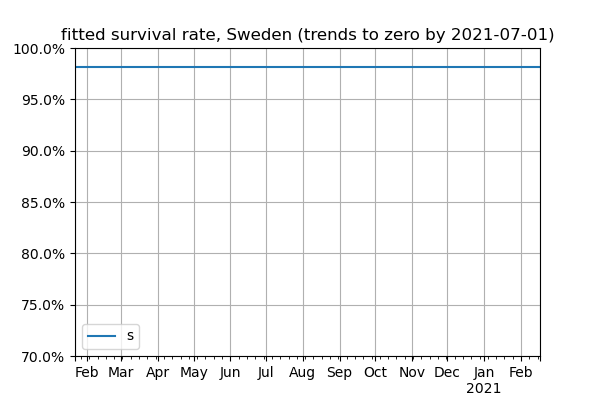 fitted survival rate, Sweden (trends to zero by 2021-07-01)
100.0%
95.0%
90.0%
85.0%
80.0%
75.0%
70.0%
s
Feb Mar Apr May Jun Jul Aug Sep Oct Nov Dec Jan Feb
2021